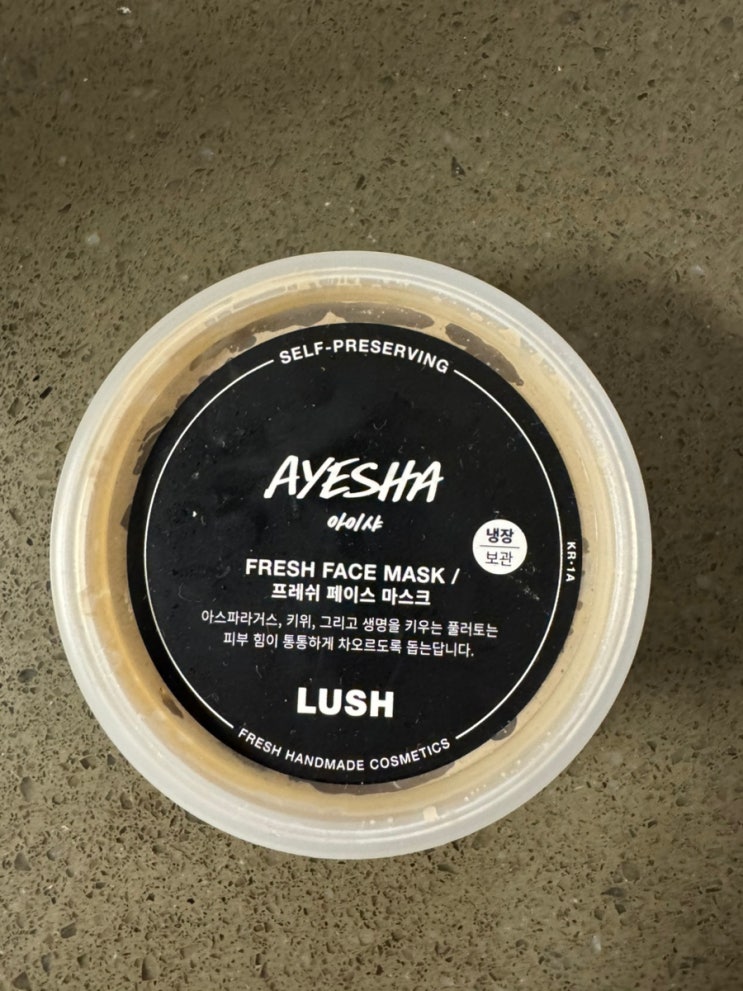 SELF-PRESERVING
AYESHA
아이샤
냉장
보관
KR·1A
FRESH FACE MASK /
프레쉬 페이스 마스크
아스파라거스, 키위, 그리고 생명을 키우는 풀러토는
피부 힘이 통통하게 차오르도록 돕는답니다.
LUSH
FRESH HANDMADE COSMETICS